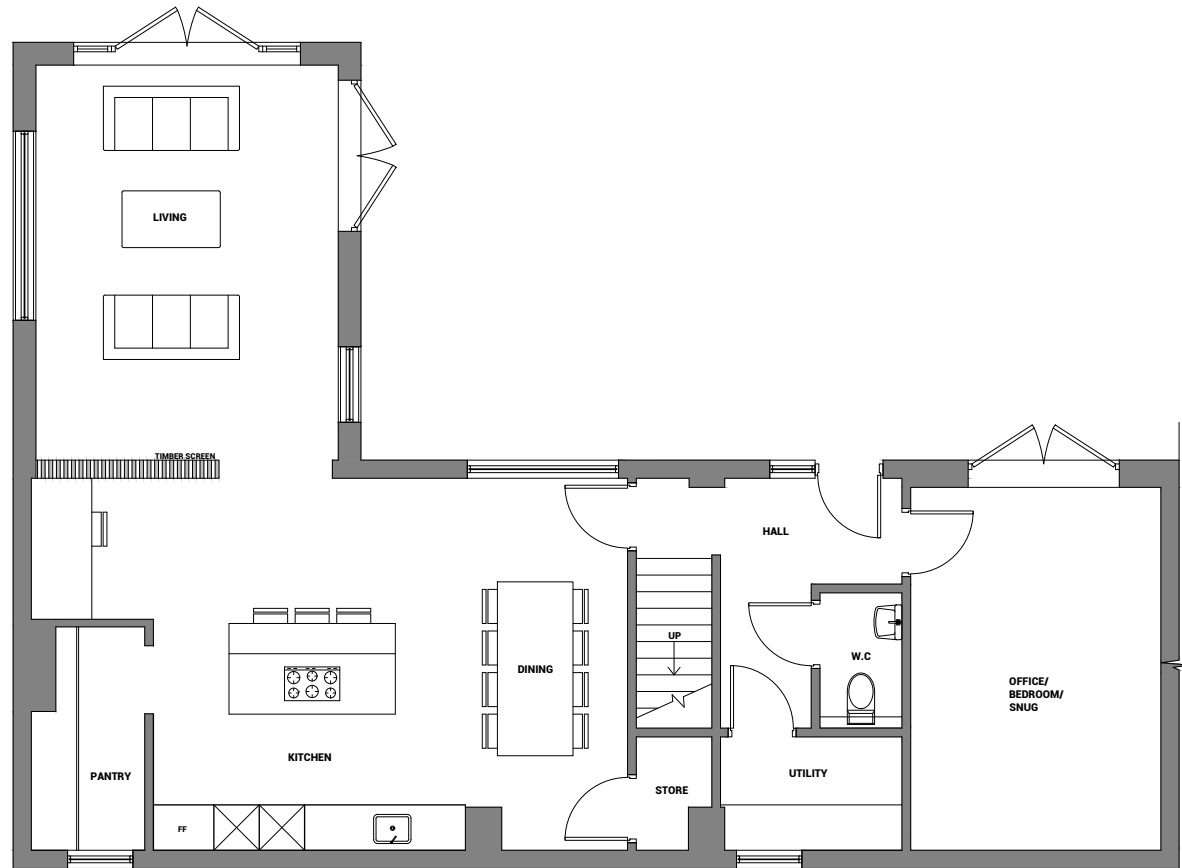 LIVING
TIMBER SCREEN
HALL
UP
W.C
DINING
OFFICE/
BEDROOM/
SNUG
KITCHEN
PANTRY
UTILITY
STORE
FF